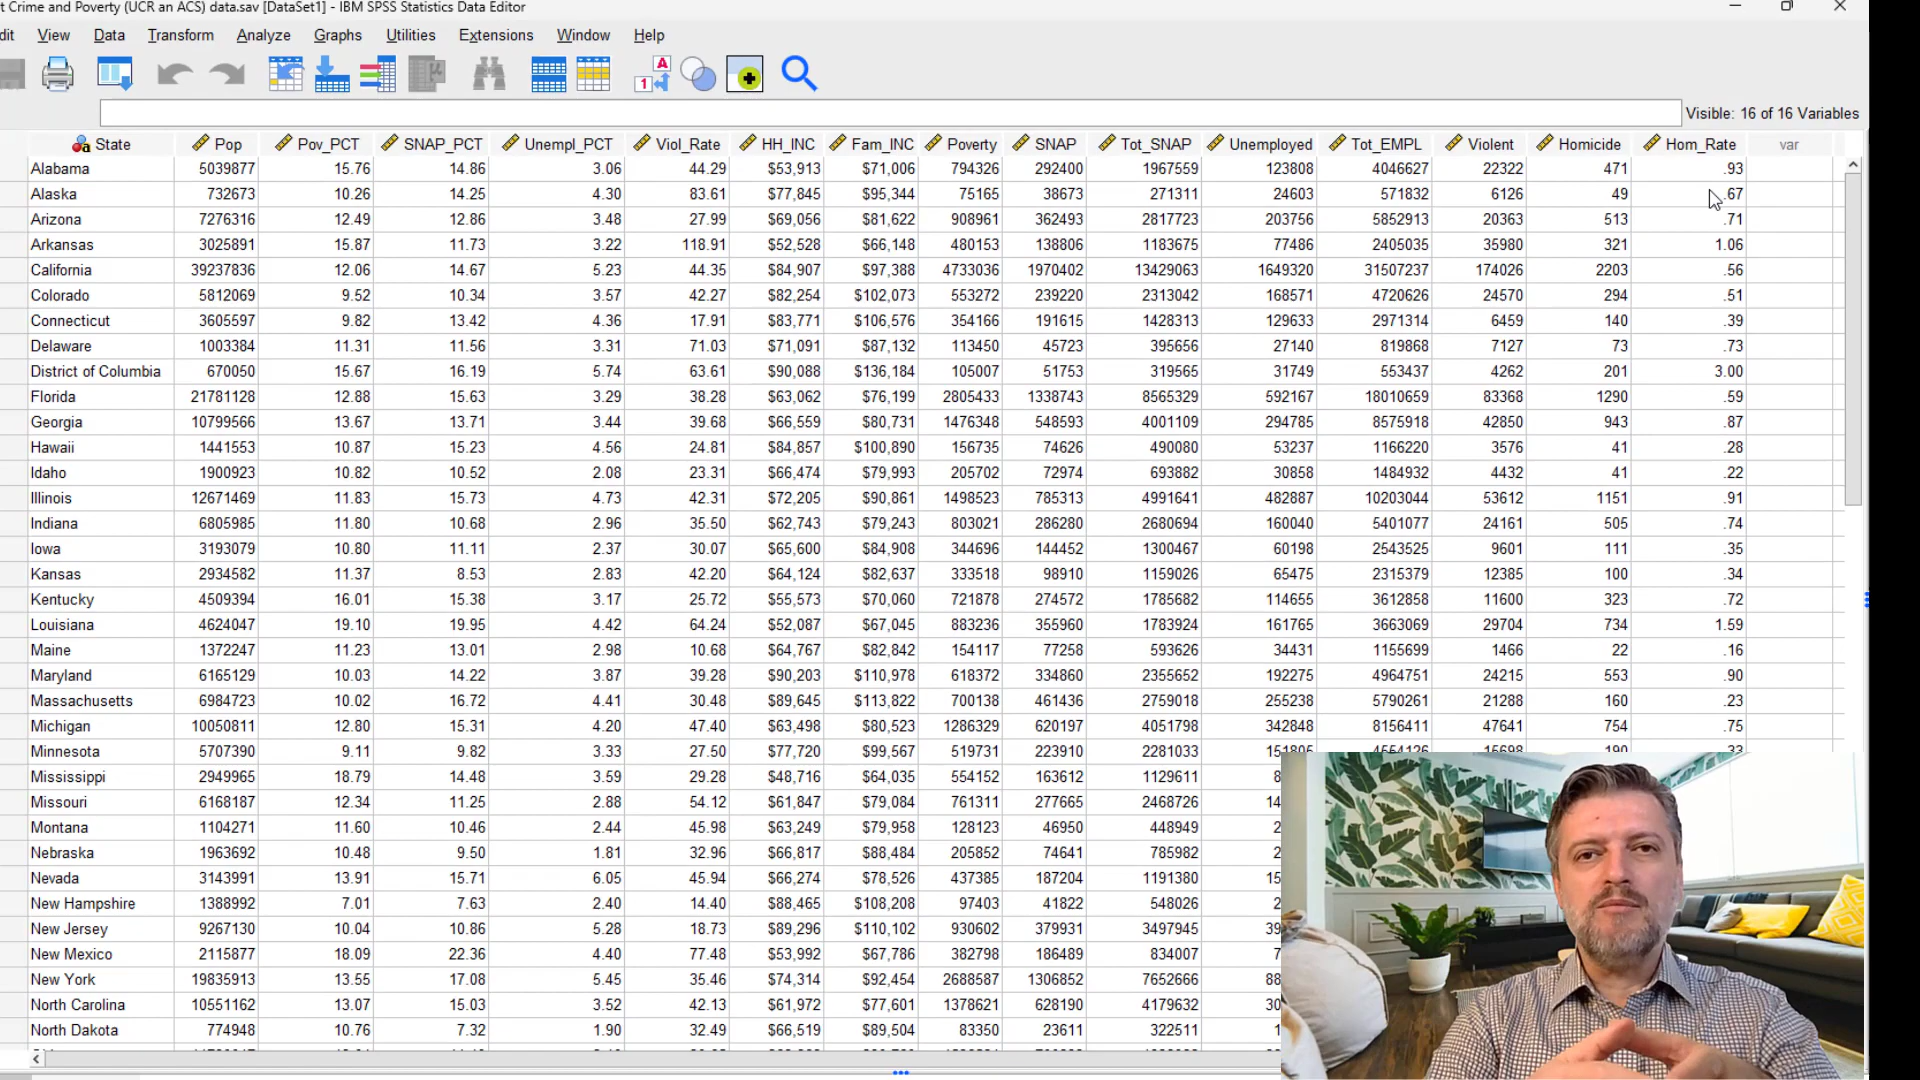 t Crime and Poverty (UCR an ACS) data.sav [DataSet1] - IBM SPSS Statistics Data Editor
dit View Data Transform Analyze Graphs Utilities Extensions Window Help
Visible: 16 of 16 Variables
State Pop Pov_PCT SNAP_PCT Unempl_PCT Viol_Rate HH_INC Fam_INC Poverty SNAP Tot_SNAP Unemployed Tot_EMPL Violent Homicide Hom_Rate var
Alabama 5039877 15.76 14.86 3.06 44.29 $53,913 $71,006 794326 292400 1967559 123808 4046627 22322 471 .93
Alaska 732673 10.26 14.25 4.30 83.61 $77,845 $95,344 75165 38673 271311 24603 571832 6126 49 .67
Arizona 7276316 12.49 12.86 3.48 27.99 $69,056 $81,622 908961 362493 2817723 203756 5852913 20363 513 .71
Arkansas 3025891 15.87 11.73 3.22 118.91 $52,528 $66,148 480153 138806 1183675 77486 2405035 35980 321 1.06
California 39237836 12.06 14.67 5.23 44.35 $84,907 $97,388 4733036 1970402 13429063 1649320 31507237 174026 2203 .56
Colorado 5812069 9.52 10.34 3.57 42.27 $82,254 $102,073 553272 239220 2313042 168571 4720626 24570 294 .51
Connecticut 3605597 9.82 13.42 4.36 17.91 $83,771 $106,576 354166 191615 1428313 129633 2971314 6459 140 .39
Delaware 1003384 11.31 11.56 3.31 71.03 $71,091 $87,132 113450 45723 395656 27140 819868 7127 73 .73
District of Columbia 670050 15.67 16.19 5.74 63.61 $90,088 $136,184 105007 51753 319565 31749 553437 4262 201 3.00
Florida 21781128 12.88 15.63 3.29 38.28 $63,062 $76,199 2805433 1338743 8565329 592167 18010659 83368 1290 .59
Georgia 10799566 13.67 13.71 3.44 39.68 $66,559 $80,731 1476348 548593 4001109 294785 8575918 42850 943 .87
Hawaii 1441553 10.87 15.23 4.56 24.81 $84,857 $100,890 156735 74626 490080 53237 1166220 3576 41 .28
Idaho 1900923 10.82 10.52 2.08 23.31 $66,474 $79,993 205702 72974 693882 30858 1484932 4432 41 .22
Illinois 12671469 11.83 15.73 4.73 42.31 $72,205 $90,861 1498523 785313 4991641 482887 10203044 53612 1151 .91
Indiana 6805985 11.80 10.68 2.96 35.50 $62,743 $79,243 803021 286280 2680694 160040 5401077 24161 505 .74
Iowa 3193079 10.80 11.11 2.37 30.07 $65,600 $84,908 344696 144452 1300467 60198 2543525 9601 111 .35
Kansas 2934582 11.37 8.53 2.83 42.20 $64,124 $82,637 333518 98910 1159026 65475 2315379 12385 100 .34
Kentucky 4509394 16.01 15.38 3.17 25.72 $55,573 $70,060 721878 274572 1785682 114655 3612858 11600 323 .72
Louisiana 4624047 19.10 19.95 4.42 64.24 $52,087 $67,045 883236 355960 1783924 161765 3663069 29704 734 1.59
Maine 1372247 11.23 13.01 2.98 10.68 $64,767 $82,842 154117 77258 593626 34431 1155699 1466 22 .16
Maryland 6165129 10.03 14.22 3.87 39.28 $90,203 $110,978 618372 334860 2355652 192275 4964751 24215 553 .90
Massachusetts 6984723 10.02 16.72 4.41 30.48 $89,645 $113,822 700138 461436 2759018 255238 5790261 21288 160 .23
Michigan 10050811 12.80 15.31 4.20 47.40 $63,498 $80,523 1286329 620197 4051798 342848 8156411 47641 754 .75
Minnesota 5707390 9.11 9.82 3.33 27.50 $77,720 $99,567 519731 223910 2281033
Mississippi 2949965 18.79 14.48 3.59 29.28 $48,716 $64,035 554152 163612 1129611 8
Missouri 6168187 12.34 11.25 2.88 54.12 $61,847 $79,084 761311 277665 2468726 14
Montana 1104271 11.60 10.46 2.44 45.98 $63,249 $79,958 128123 46950 448949 2
Nebraska 1963692 10.48 9.50 1.81 32.96 $66,817 $88,484 205852 74641 785982 2
Nevada 3143991 13.91 15.71 6.05 45.94 $66,274 $78,526 437385 187204 1191380 15
New Hampshire 1388992 7.01 7.63 2.40 14.40 $88,465 $108,208 97403 41822 548026 2
New Jersey 9267130 10.04 10.86 5.28 18.73 $89,296 $110,102 930602 379931 3497945 39
New Mexico 2115877 18.09 22.36 4.40 77.48 $53,992 $67,786 382798 186489 834007 7
New York 19835913 13.55 17.08 5.45 35.46 $74,314 $92,454 2688587 1306852 7652666 88
North Carolina 10551162 13.07 15.03 3.52 42.13 $61,972 $77,601 1378621 628190 4179632 30
North Dakota 774948 10.76 7.32 1.90 32.49 $66,519 $89,504 83350 23611 322511 1